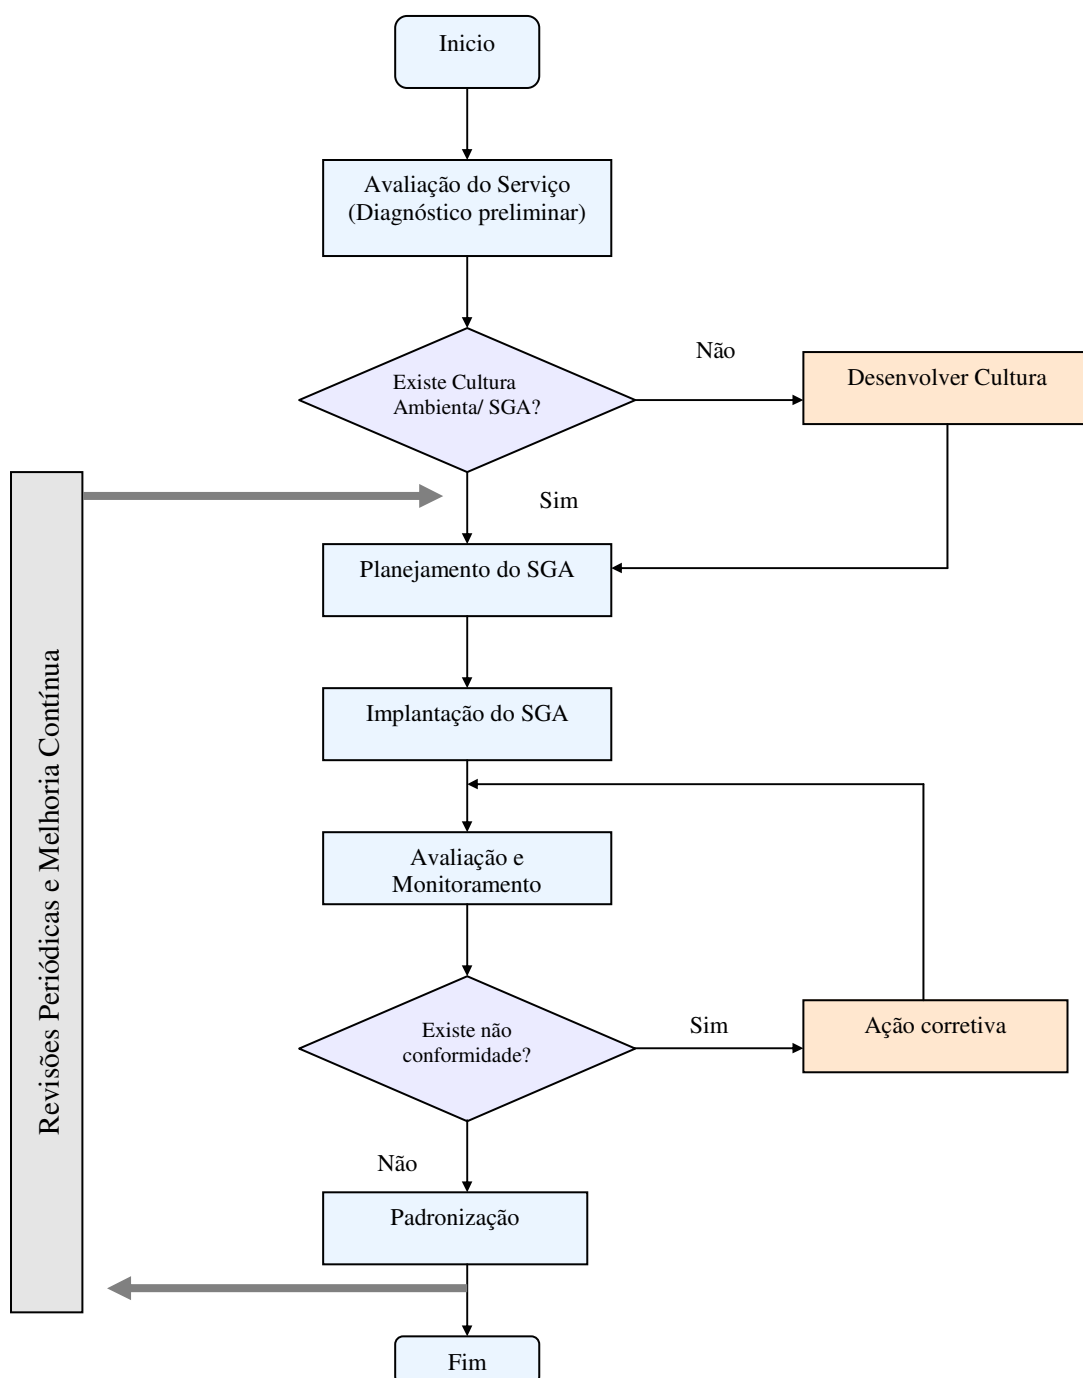 Inicio
Avaliação do Serviço
(Diagnóstico preliminar)
Existe Cultura
Ambienta/ SGA?
Não
Desenvolver Cultura
Sim
Planejamento do SGA
Implantação do SGA
Avaliação e
Monitoramento
Existe não
conformidade?
Sim
Ação corretiva
Não
Padronização
Fim
Revisões Periódicas e Melhoria Contínua